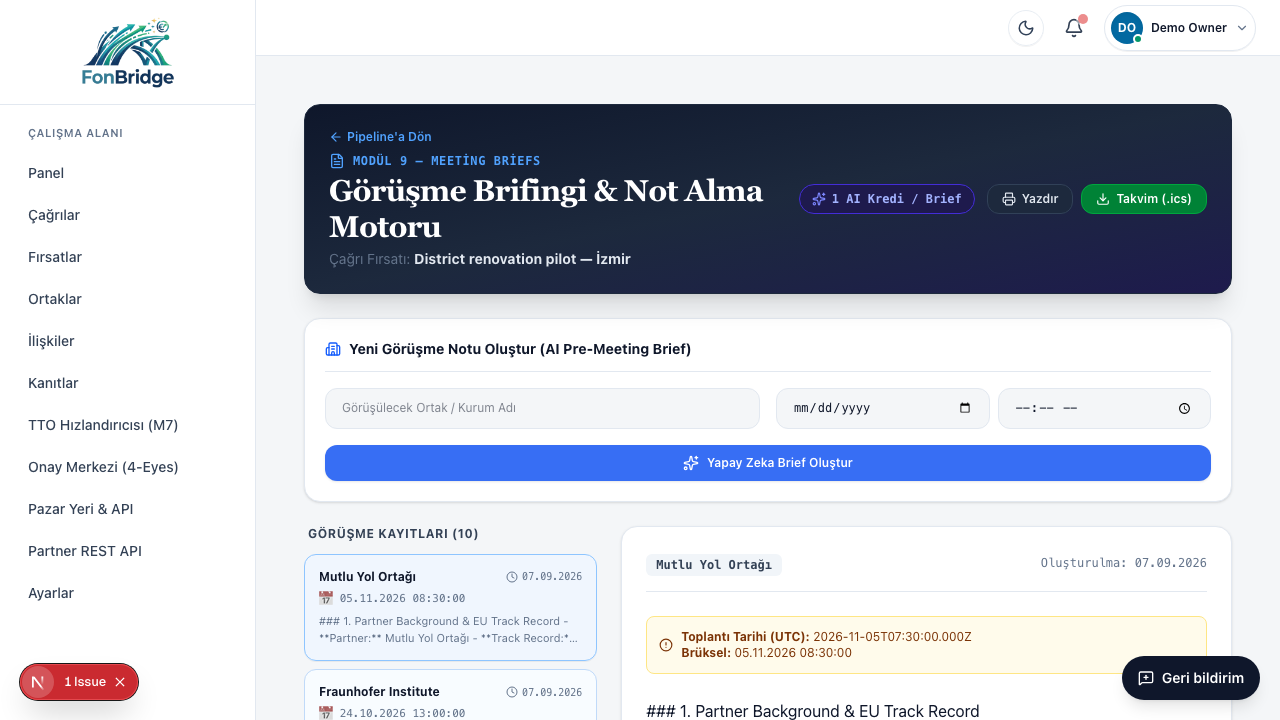 DO
Demo Owner
FonBridge
ÇALIŞMA ALANI
Panel
Çağrılar
Fırsatlar
Ortaklar
İlişkiler
Kanıtlar
TTO Hızlandırıcısı (M7)
Onay Merkezi (4-Eyes)
Pazar Yeri & API
Partner REST API
Ayarlar
N
1 Issue
Pipeline'a Dön
MODÜL 9 — MEETİNG BRİEFS
Görüşme Brifingi & Not Alma
Motoru
Çağrı Fırsatı: District renovation pilot — İzmir
1 AI Kredi / Brief
Yazdır
Takvim (.ics)
Yeni Görüşme Notu Oluştur (AI Pre-Meeting Brief)
Görüşülecek Ortak / Kurum Adı
mm/dd/yyyy
--:-- --
Yapay Zeka Brief Oluştur
GÖRÜŞME KAYITLARI (10)
Mutlu Yol Ortağı
07.09.2026
05.11.2026 08:30:00
### 1. Partner Background & EU Track Record -
**Partner:** Mutlu Yol Ortağı - **Track Record:*...
Fraunhofer Institute
07.09.2026
24.10.2026 13:00:00
Mutlu Yol Ortağı
Oluşturulma: 07.09.2026
Toplantı Tarihi (UTC): 2026-11-05T07:30:00.000Z
Brüksel: 05.11.2026 08:30:00
### 1. Partner Background & EU Track Record
Geri bildirim